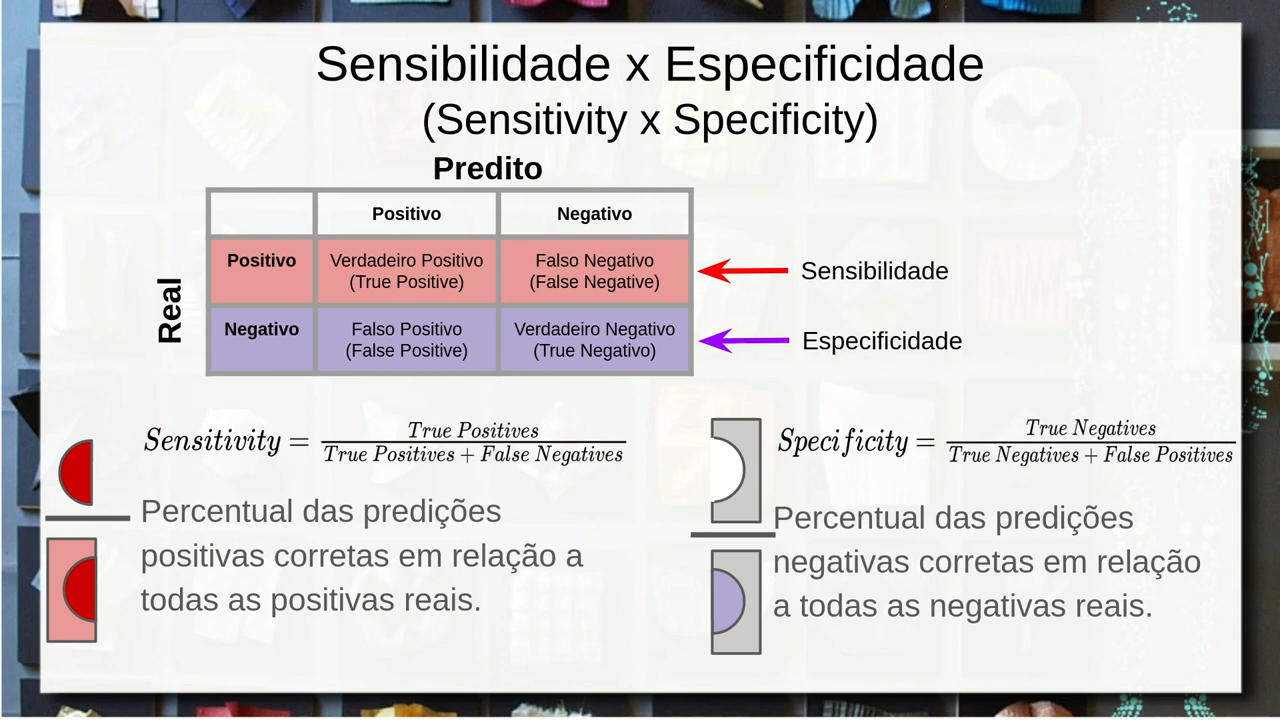 Sensibilidade x Especificidade
(Sensitivity x Specificity)
Predito
Positivo Negativo
Real
Positivo Verdadeiro Positivo Falso Negativo
(True Positive) (False Negative)
Sensibilidade
Negativo Falso Positivo Verdadeiro Negativo
(False Positive) (True Negativo)
Especificidade
Sensitivity = True Positives / True Positives + False Negatives
Percentual das predições
positivas corretas em relação a
todas as positivas reais.
Specificity = True Negatives / True Negatives + False Positives
Percentual das predições
negativas corretas em relação
a todas as negativas reais.